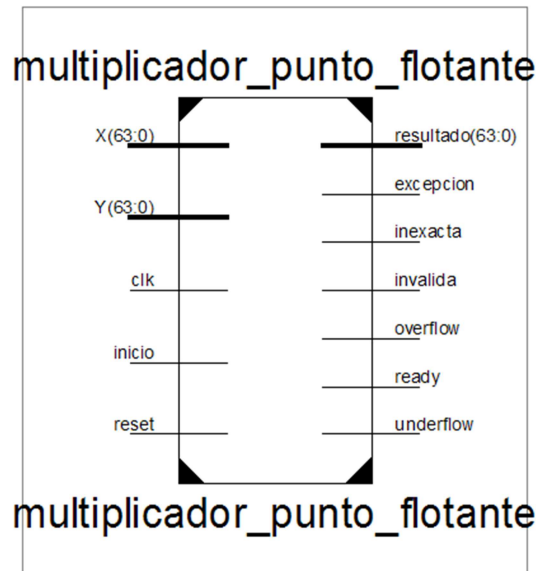 multiplicador_punto_flotante
X(63:0)
resultado(63:0)
excepcion
Y(63:0)
inexacta
clk
invalida
overflow
inicio
ready
reset
underflow
multiplicador_punto_flotante